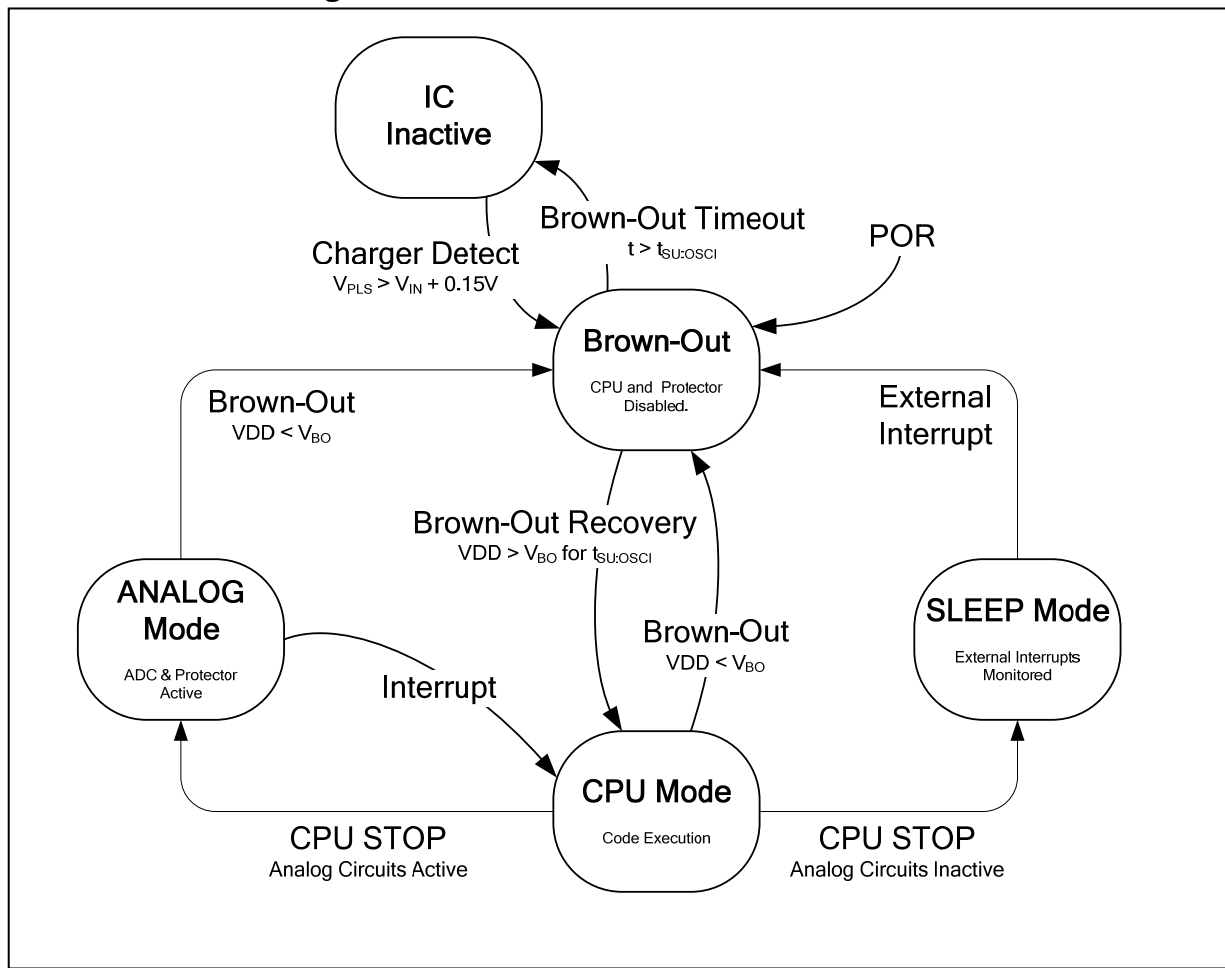 IC
Inactive
Brown-Out Timeout
t > tSU:OSCI
POR
Charger Detect
VPLS > VIN + 0.15V
Brown-Out
CPU and Protector
Disabled.
Brown-Out
VDD < VBO
External
Interrupt
Brown-Out Recovery
VDD > VBO for tSU:OSCI
ANALOG
Mode
ADC & Protector
Active
SLEEP Mode
External Interrupts
Monitored
Brown-Out
VDD < VBO
Interrupt
CPU Mode
Code Execution
CPU STOP
Analog Circuits Active
CPU STOP
Analog Circuits Inactive